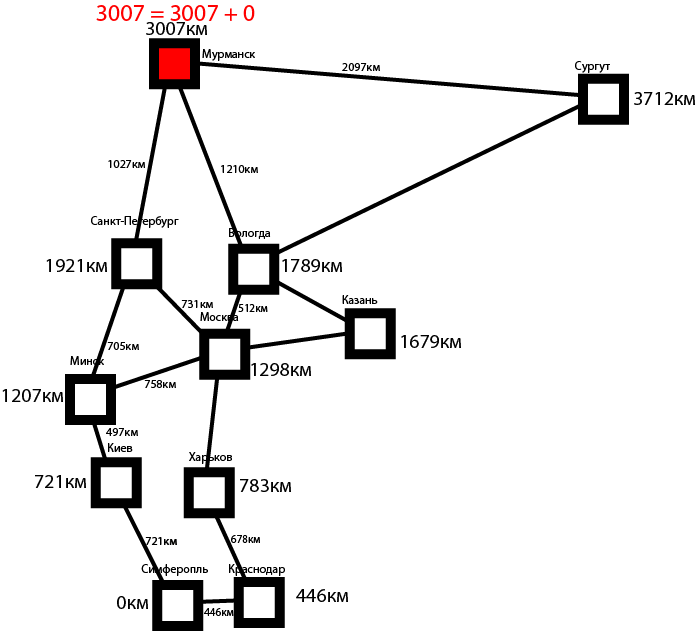 3007 = 3007 + 0
3007км
Мурманск
2097км
Сургут
3712км
1027км
1210км
Санкт-Петербург
1921км
Вологда
1789км
731км
512км
Казань
1679км
Москва
1298км
705км
Минск
758км
1207км
497км
Киев
721км
Харьков
783км
721км
678км
Симферопль
Краснодар
0км
446км
446км